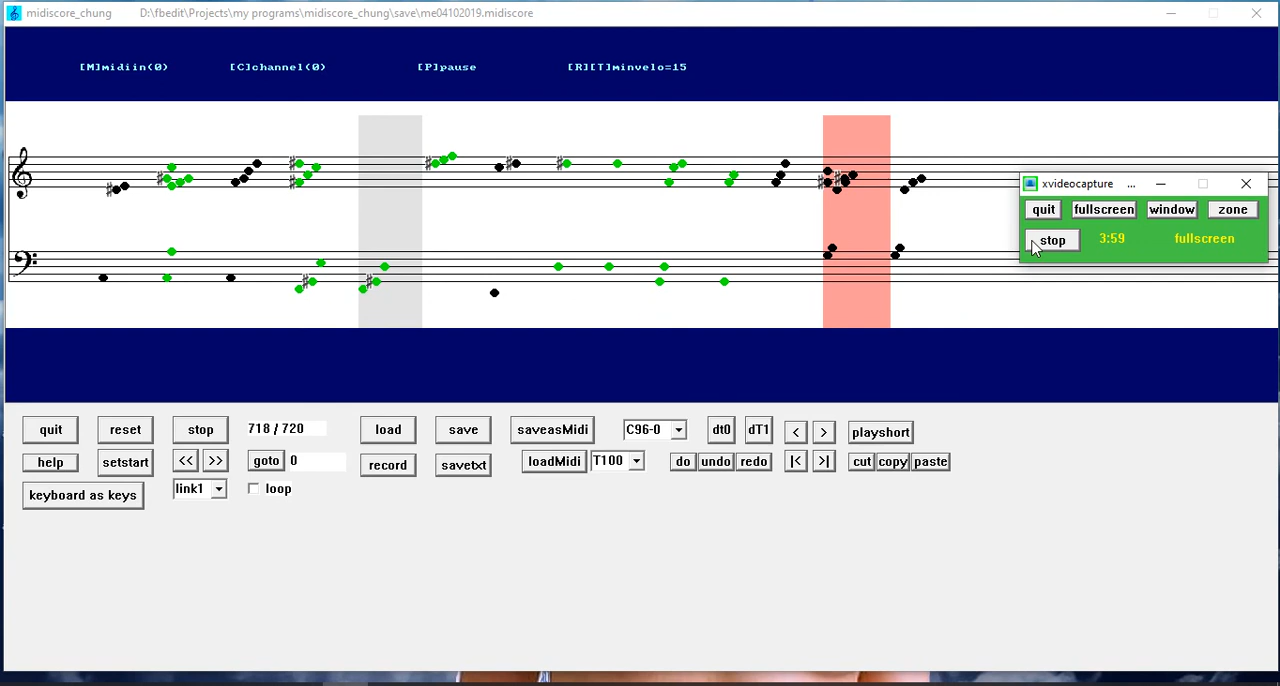 midiscore_chung D:\fbedit\Projects\my programs\midiscore_chung\save\me04102019.midiscore
[M]midiin(0) [C]channel(0) [P]pause [R][T]minvelo=15
xvideocapture ...
quit fullscreen window zone
stop 3:59 fullscreen
quit reset stop 718 / 720 load save saveasMidi C96-0 dt0 dT1 < > playshort
help setstart << >> goto 0 record savetxt loadMidi T100 do undo redo |< >| cut copy paste
keyboard as keys link1 loop